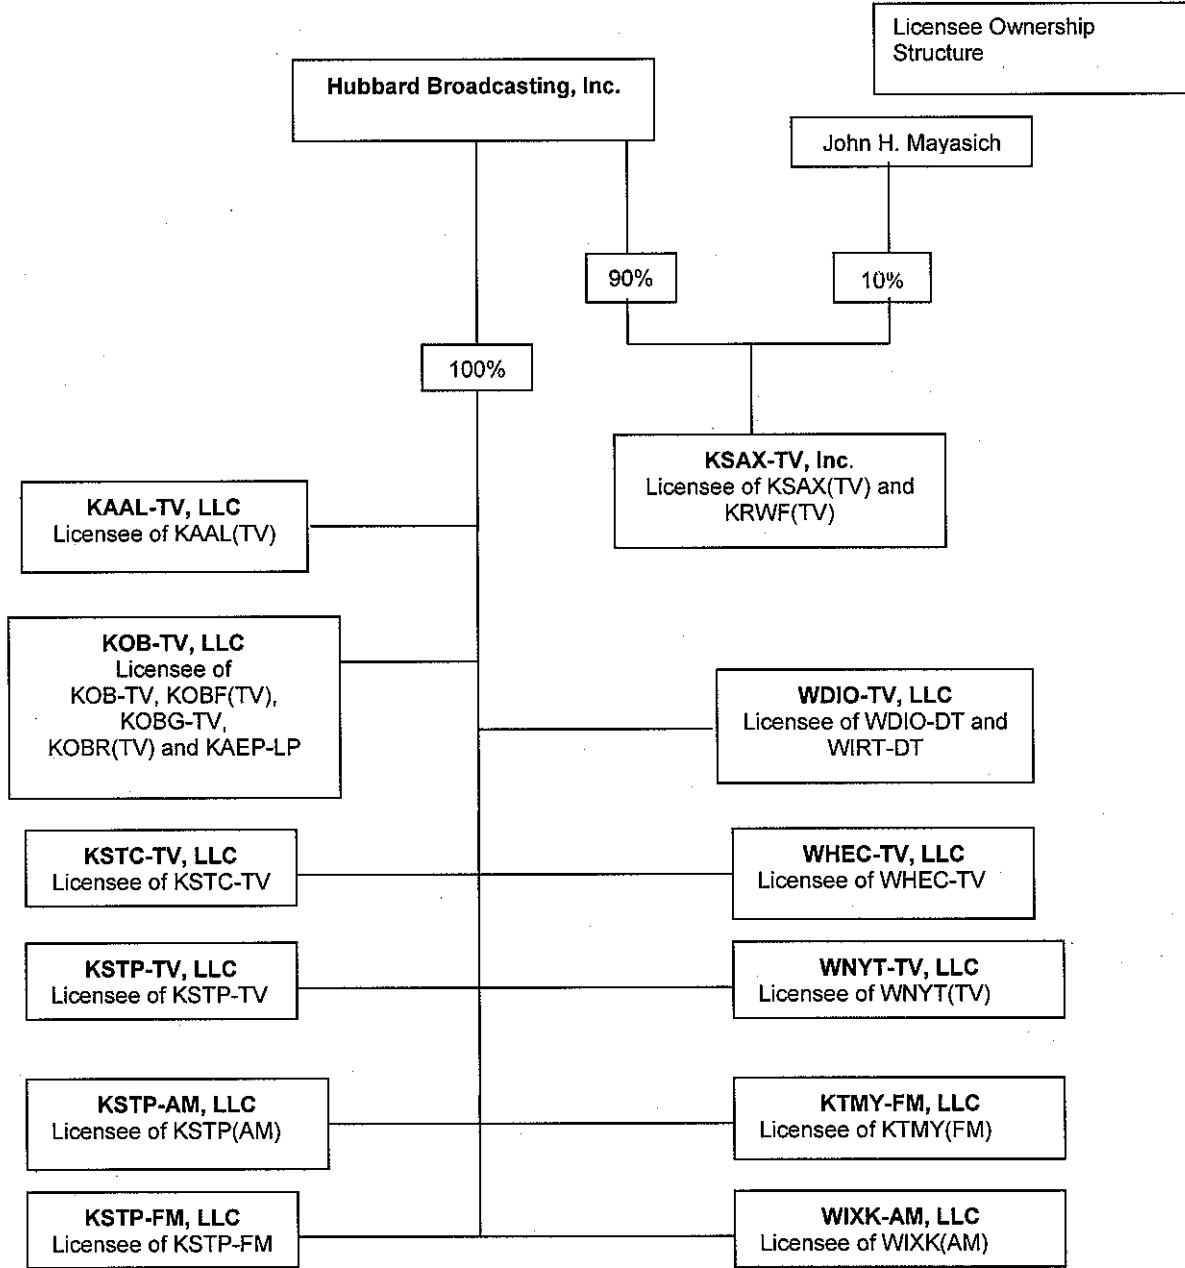 Licensee Ownership
Structure
Hubbard Broadcasting, Inc.
John H. Mayasich
90%
10%
100%
KSAX-TV, Inc.
Licensee of KSAX(TV) and
KRWF(TV)
KAAL-TV, LLC
Licensee of KAAL(TV)
KOB-TV, LLC
Licensee of
KOB-TV, KOBF(TV),
KOBG-TV,
KOBR(TV) and KAEP-LP
WDIO-TV, LLC
Licensee of WDIO-DT and
WIRT-DT
KSTC-TV, LLC
Licensee of KSTC-TV
WHEC-TV, LLC
Licensee of WHEC-TV
KSTP-TV, LLC
Licensee of KSTP-TV
WNYT-TV, LLC
Licensee of WNYT(TV)
KSTP-AM, LLC
Licensee of KSTP(AM)
KTMY-FM, LLC
Licensee of KTMY(FM)
KSTP-FM, LLC
Licensee of KSTP-FM
WIXK-AM, LLC
Licensee of WIXK(AM)